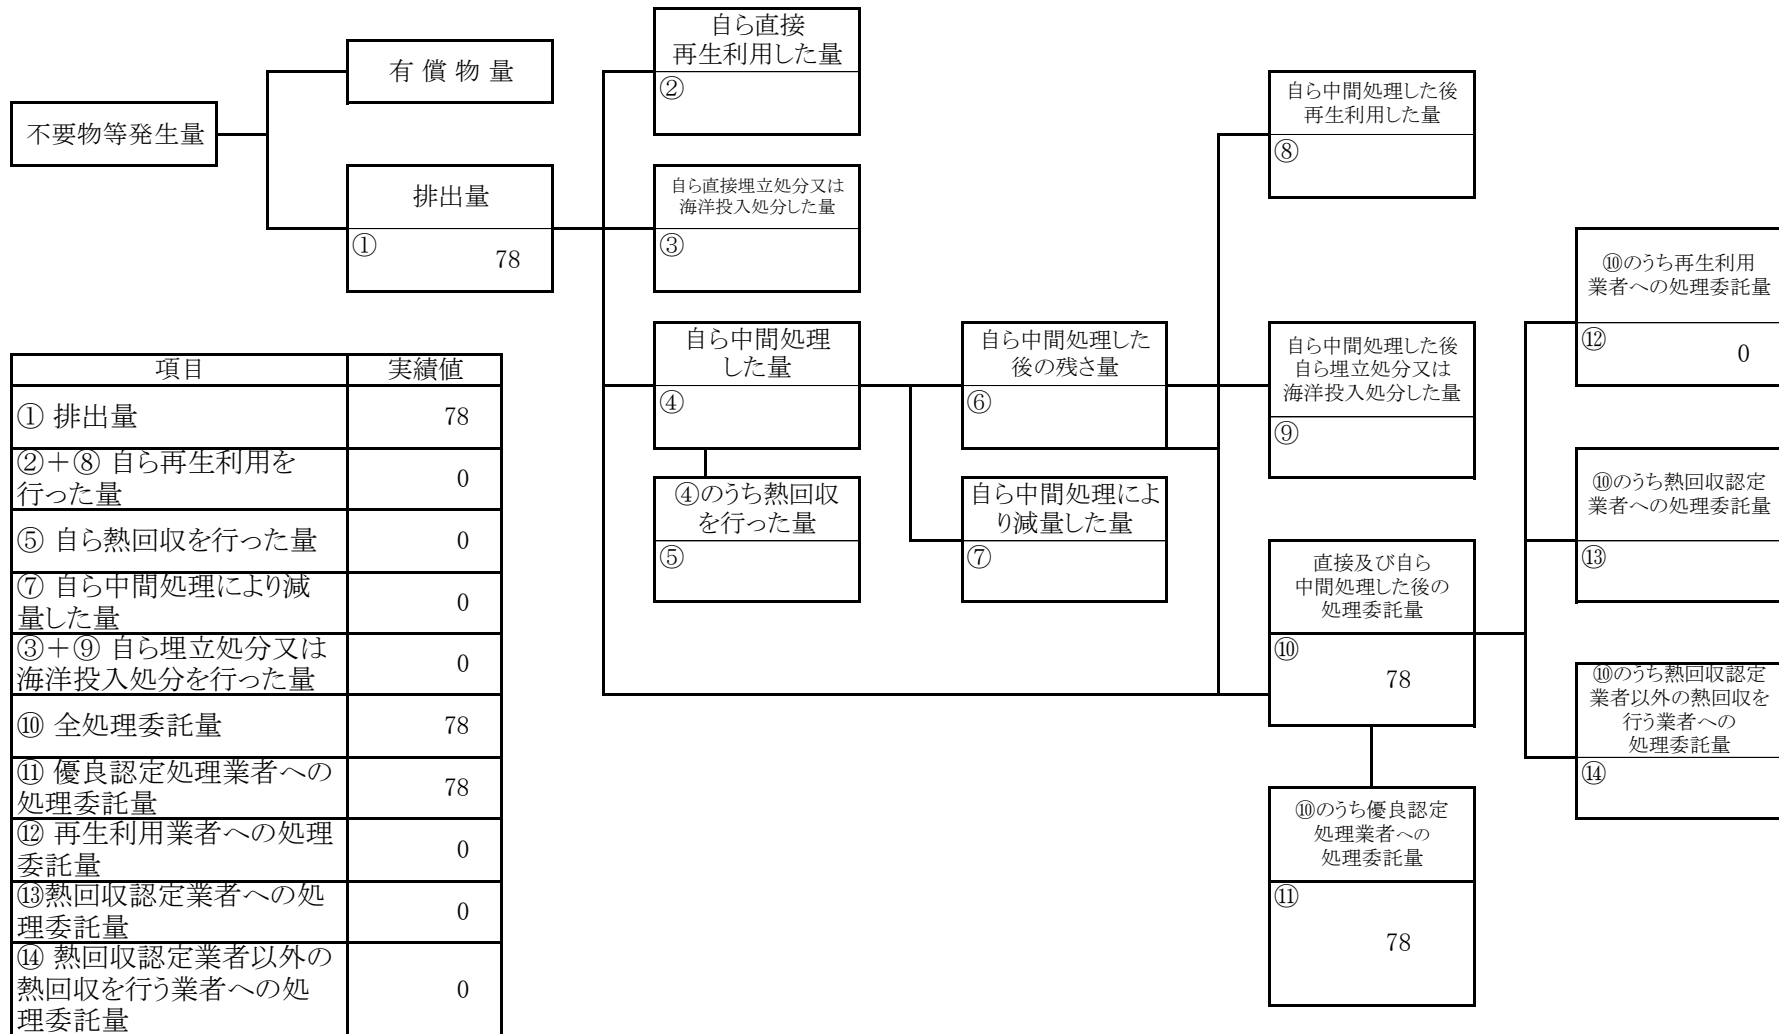 不要物等発生量
有 償 物 量
排出量
①
78
自ら直接
再生利用した量
②
自ら直接埋立処分又は
海洋投入処分した量
③
自ら中間処理
した量
④
④のうち熱回収
を行った量
⑤
自ら中間処理した
後の残さ量
⑥
自ら中間処理によ
り減量した量
⑦
自ら中間処理した後
再生利用した量
⑧
自ら中間処理した後
自ら埋立処分又は
海洋投入処分した量
⑨
直接及び自ら
中間処理した後の
処理委託量
⑩
78
⑩のうち優良認定
処理業者への
処理委託量
⑪
78
⑩のうち再生利用
業者への処理委託量
⑫
0
⑩のうち熱回収認定
業者への処理委託量
⑬
⑩のうち熱回収認定
業者以外の熱回収を
行う業者への
処理委託量
⑭
項目 実績値
① 排出量 78
②+⑧ 自ら再生利用を
行った量 0
⑤ 自ら熱回収を行った量 0
⑦ 自ら中間処理により減
量した量 0
③+⑨ 自ら埋立処分又は
海洋投入処分を行った量 0
⑩ 全処理委託量 78
⑪ 優良認定処理業者への
処理委託量 78
⑫ 再生利用業者への処理
委託量 0
⑬熱回収認定業者への処
理委託量 0
⑭ 熱回収認定業者以外の
熱回収を行う業者への処 0
理委託量